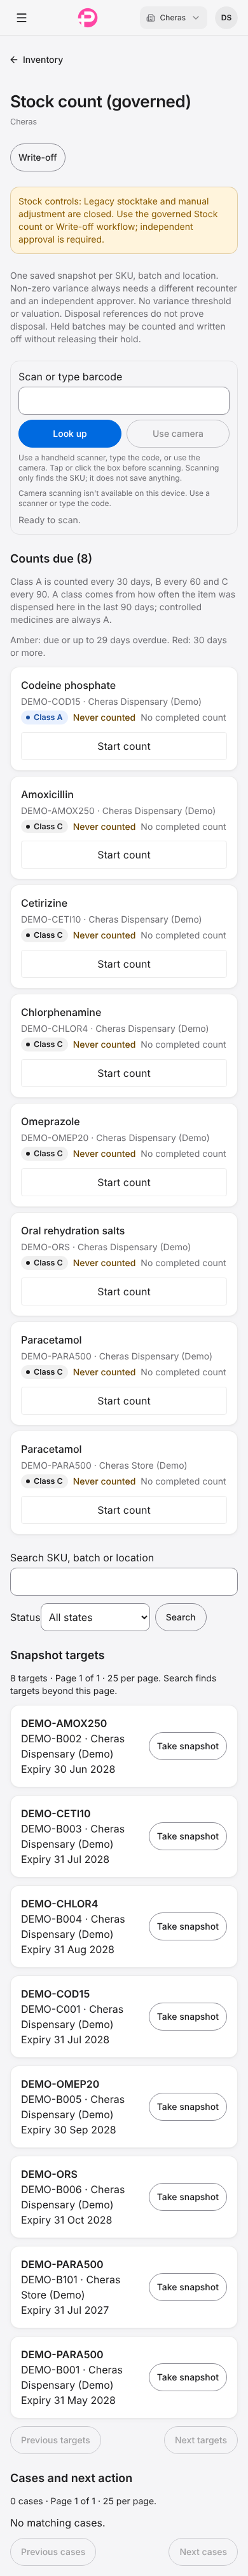 Cheras
DS
Inventory
Stock count (governed)
Cheras
Write-off
Stock controls: Legacy stocktake and manual
adjustment are closed. Use the governed Stock
count or Write-off workflow; independent
approval is required.
One saved snapshot per SKU, batch and location.
Non-zero variance always needs a different recounter
and an independent approver. No variance threshold
or valuation. Disposal references do not prove
disposal. Held batches may be counted and written
off without releasing their hold.
Scan or type barcode
Look up
Use camera
Use a handheld scanner, type the code, or use the
camera. Tap or click the box before scanning. Scanning
only finds the SKU; it does not save anything.
Camera scanning isn't available on this device. Use a
scanner or type the code.
Ready to scan.
Counts due (8)
Class A is counted every 30 days, B every 60 and C
every 90. A class comes from how often the item was
dispensed here in the last 90 days; controlled
medicines are always A.
Amber: due or up to 29 days overdue. Red: 30 days
or more.
Codeine phosphate
DEMO-COD15 · Cheras Dispensary (Demo)
Class A Never counted No completed count
Start count
Amoxicillin
DEMO-AMOX250 · Cheras Dispensary (Demo)
Class C Never counted No completed count
Start count
Cetirizine
DEMO-CETI10 · Cheras Dispensary (Demo)
Class C Never counted No completed count
Start count
Chlorphenamine
DEMO-CHLOR4 · Cheras Dispensary (Demo)
Class C Never counted No completed count
Start count
Omeprazole
DEMO-OMEP20 · Cheras Dispensary (Demo)
Class C Never counted No completed count
Start count
Oral rehydration salts
DEMO-ORS · Cheras Dispensary (Demo)
Class C Never counted No completed count
Start count
Paracetamol
DEMO-PARA500 · Cheras Dispensary (Demo)
Class C Never counted No completed count
Start count
Paracetamol
DEMO-PARA500 · Cheras Store (Demo)
Class C Never counted No completed count
Start count
Search SKU, batch or location
Status All states Search
Snapshot targets
8 targets · Page 1 of 1 · 25 per page. Search finds
targets beyond this page.
DEMO-AMOX250
DEMO-B002 · Cheras
Dispensary (Demo)
Expiry 30 Jun 2028
Take snapshot
DEMO-CETI10
DEMO-B003 · Cheras
Dispensary (Demo)
Expiry 31 Jul 2028
Take snapshot
DEMO-CHLOR4
DEMO-B004 · Cheras
Dispensary (Demo)
Expiry 31 Aug 2028
Take snapshot
DEMO-COD15
DEMO-C001 · Cheras
Dispensary (Demo)
Expiry 31 Jul 2028
Take snapshot
DEMO-OMEP20
DEMO-B005 · Cheras
Dispensary (Demo)
Expiry 30 Sep 2028
Take snapshot
DEMO-ORS
DEMO-B006 · Cheras
Dispensary (Demo)
Expiry 31 Oct 2028
Take snapshot
DEMO-PARA500
DEMO-B101 · Cheras
Store (Demo)
Expiry 31 Jul 2027
Take snapshot
DEMO-PARA500
DEMO-B001 · Cheras
Dispensary (Demo)
Expiry 31 May 2028
Take snapshot
Previous targets
Next targets
Cases and next action
0 cases · Page 1 of 1 · 25 per page.
No matching cases.
Previous cases
Next cases